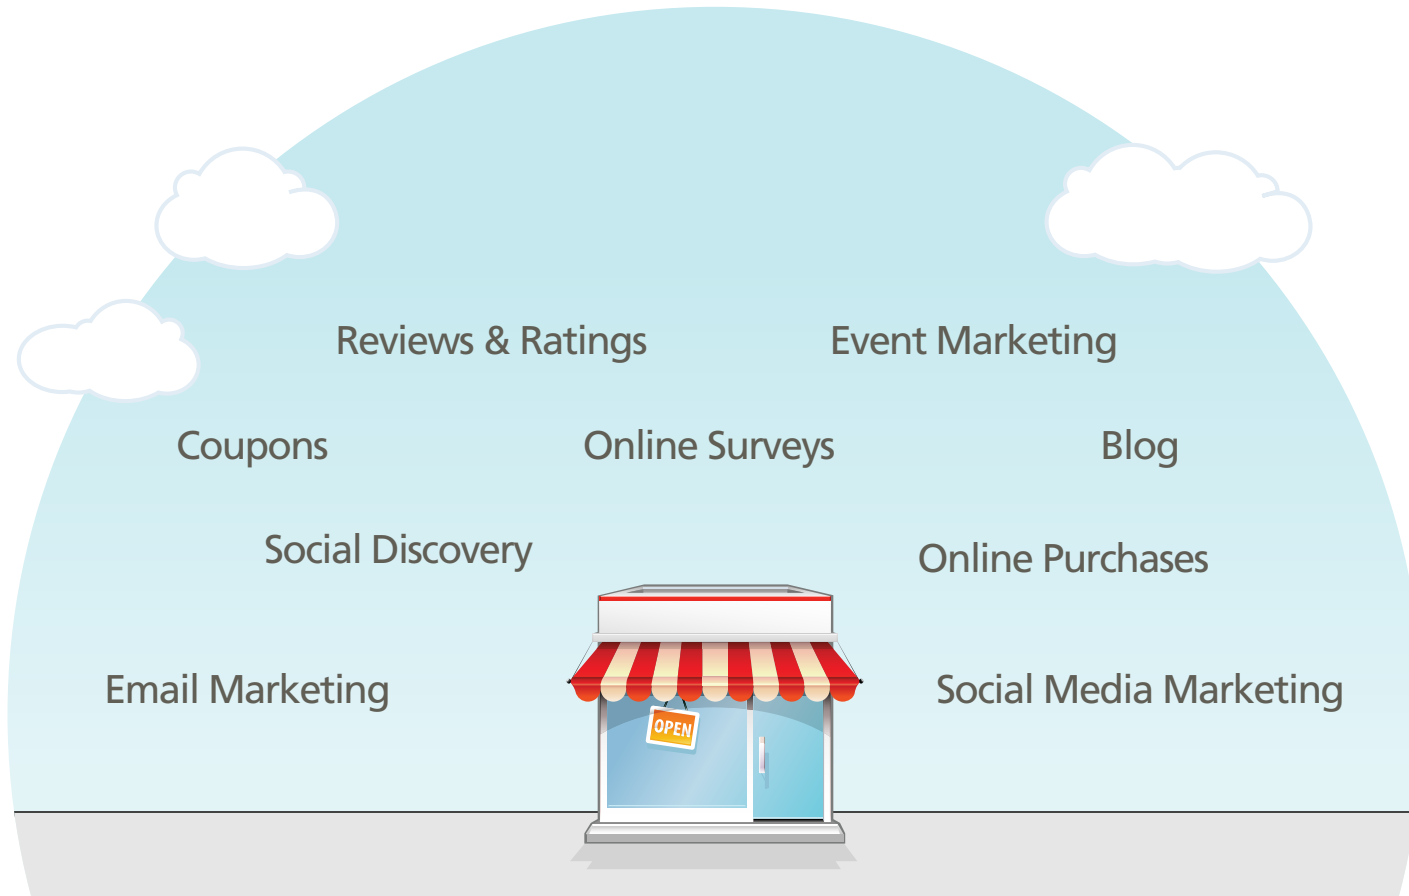 Reviews & Ratings
Event Marketing
Coupons
Online Surveys
Blog
Social Discovery
Online Purchases
Email Marketing
Social Media Marketing
OPEN